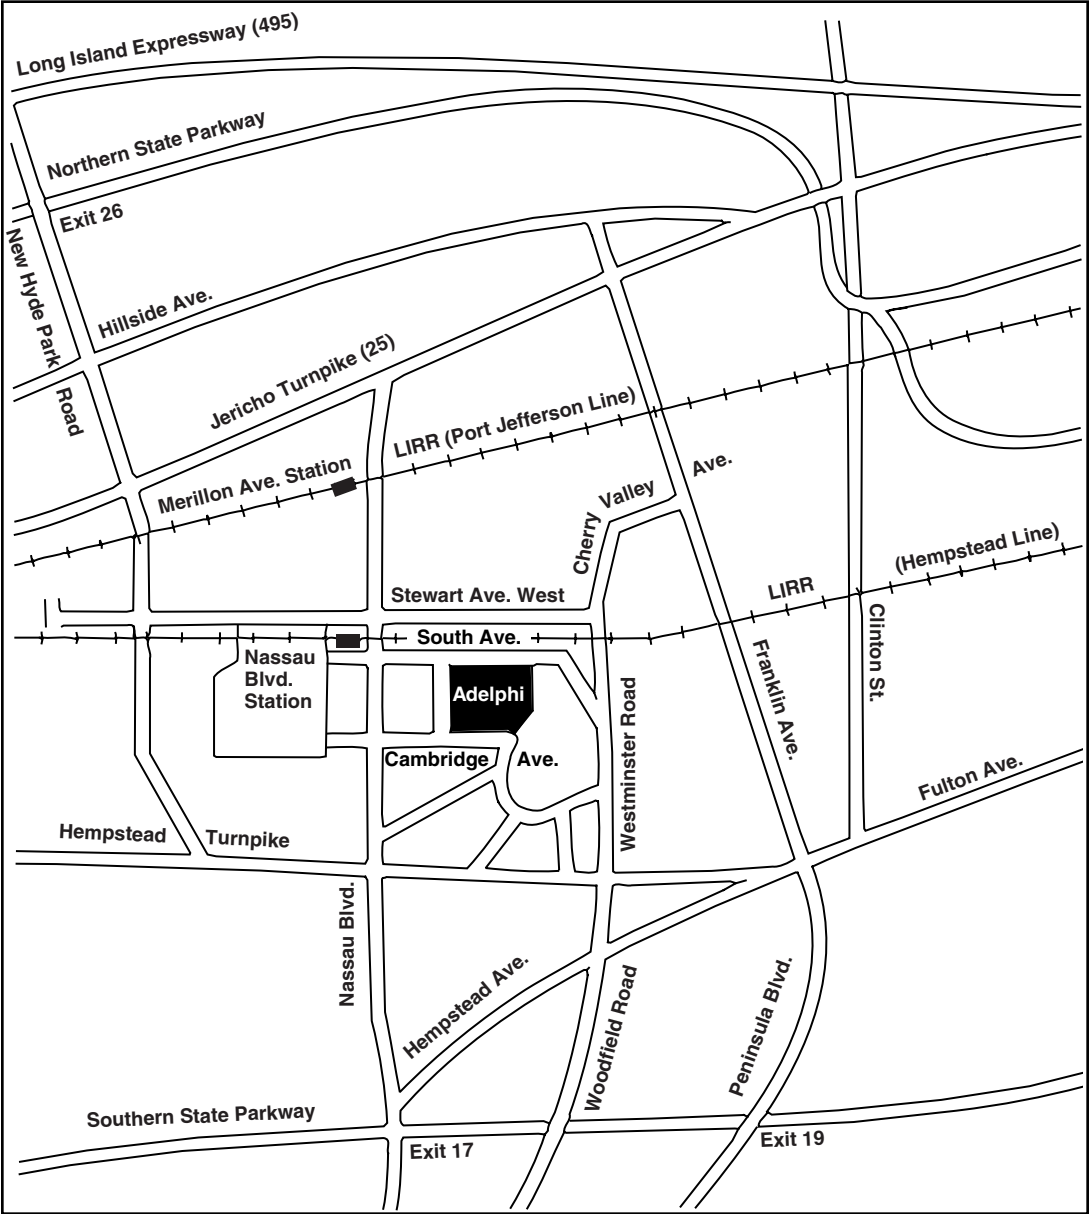 Long Island Expressway (495)
Northern State Parkway
Exit 26
New Hyde Park Road
Hillside Ave.
Jericho Turnpike (25)
LIRR (Port Jefferson Line)
Merillon Ave. Station
Cherry Valley Ave.
(Hempstead Line)
LIRR
Stewart Ave. West
South Ave.
Nassau
Blvd.
Station
Adelphi
Clinton St.
Franklin Ave.
Westminster Road
Cambridge Ave.
Fulton Ave.
Hempstead Turnpike
Nassau Blvd.
Hempstead Ave.
Woodfield Road
Peninsula Blvd.
Southern State Parkway
Exit 17
Exit 19